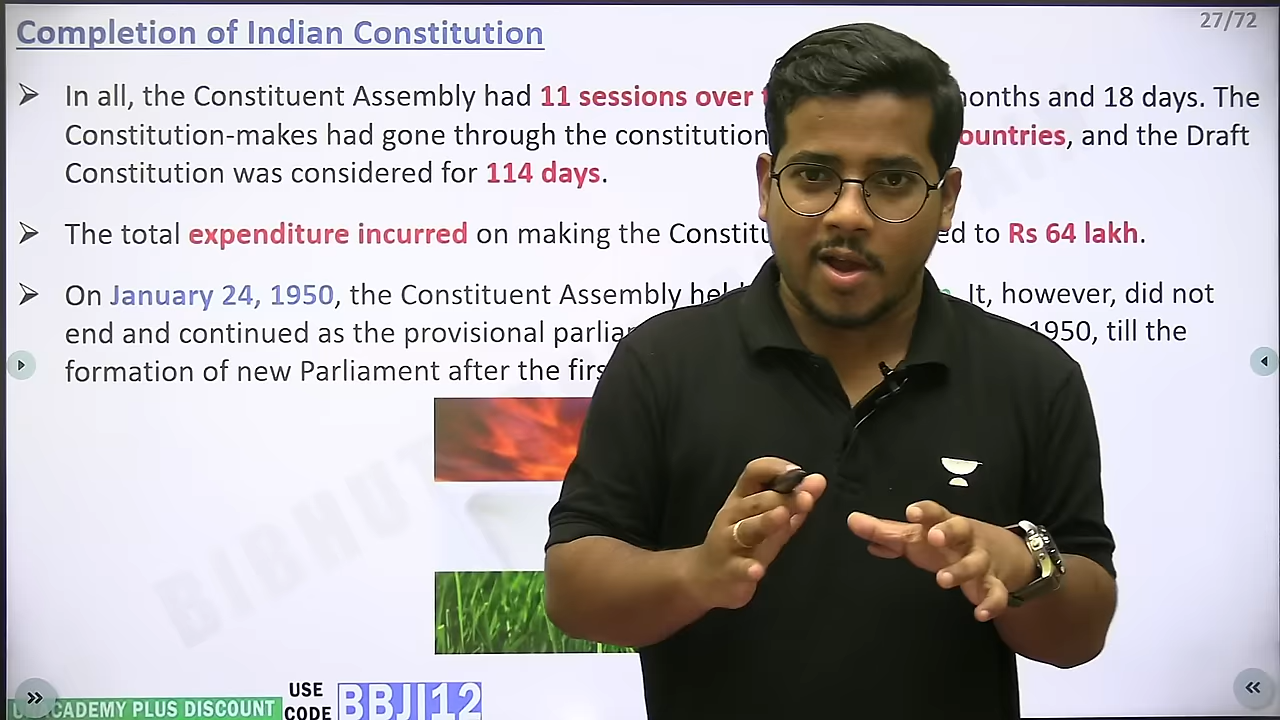 Completion of Indian Constitution
27/72
In all, the Constituent Assembly had 11 sessions over months and 18 days. The
Constitution-makes had gone through the constitution ountries, and the Draft
Constitution was considered for 114 days.
The total expenditure incurred on making the Constitu ed to Rs 64 lakh.
On January 24, 1950, the Constituent Assembly held It, however, did not
end and continued as the provisional parlia 1950, till the
formation of new Parliament after the firs
BIBHUT
ACADEMY PLUS DISCOUNT
USE
CODE
BBJI12